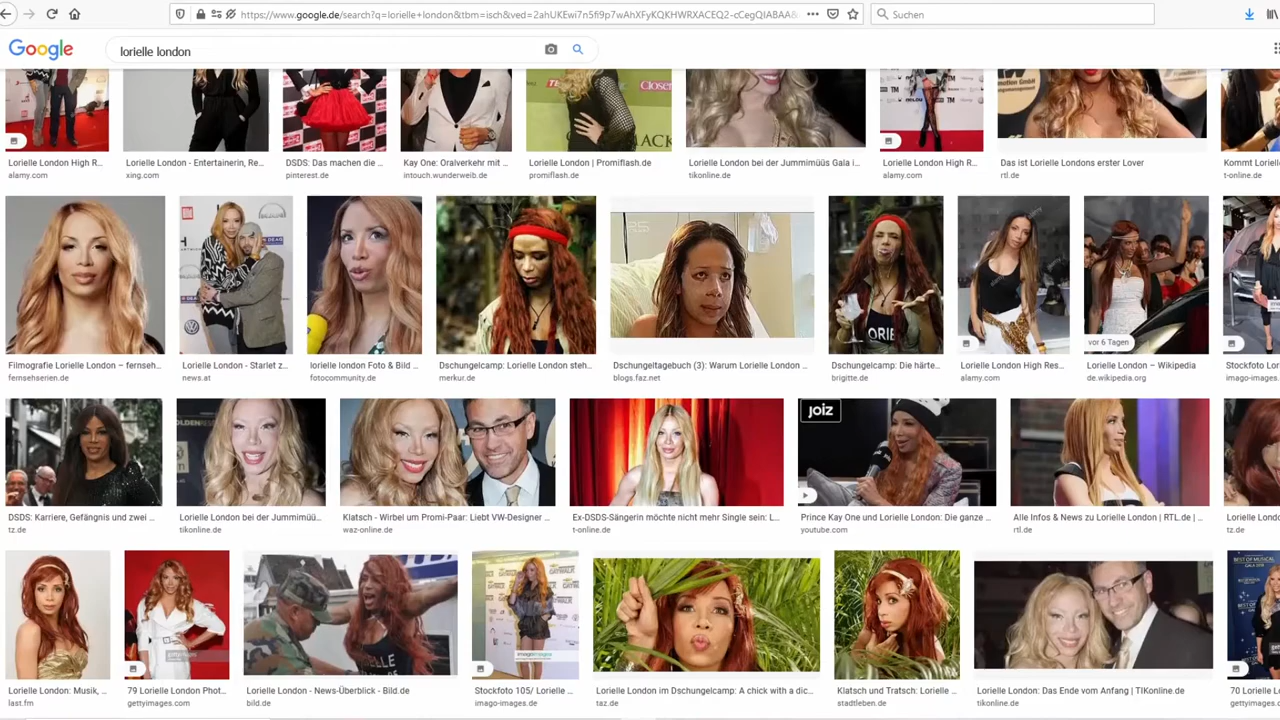 https://www.google.de/search?q=lorielle+london&tbm=isch&ved=2ahUKEwi7n5fi9p7wAhXFyKQKHWRXACEQ2-cCegQIABAA&
Suchen
Google
lorielle london
Lorielle London High R...
Lorielle London - Entertainerin, Re...
DSDS: Das machen die ...
Kay One: Oralverkehr mit ...
Lorielle London | Promiflash.de
Lorielle London bei der Jummimüüs Gala i...
Lorielle London High R...
Das ist Lorielle Londons erster Lover
Kommt Lorielle
alamy.com
xing.com
pinterest.de
intouch.wunderweib.de
promiflash.de
tikonline.de
alamy.com
rtl.de
t-online.de
vor 6 Tagen
Filmografie Lorielle London – fernseh...
Lorielle London - Starlet z...
lorielle london Foto & Bild ...
Dschungelcamp: Lorielle London steh...
Dschungeltagebuch (3): Warum Lorielle London ...
Dschungelcamp: Die härte...
Lorielle London High Res...
Lorielle London – Wikipedia
Stockfoto Lor
fernsehserien.de
news.at
fotocommunity.de
merkur.de
blogs.faz.net
brigitte.de
alamy.com
de.wikipedia.org
imago-images.
joiz
DSDS: Karriere, Gefängnis und zwei ...
Lorielle London bei der Jummimüü...
Klatsch - Wirbel um Promi-Paar: Liebt VW-Designer ...
Ex-DSDS-Sängerin möchte nicht mehr Single sein: L...
Prince Kay One und Lorielle London: Die ganze ...
Alle Infos & News zu Lorielle London | RTL.de | ...
Lorielle Londo
tz.de
tikonline.de
waz-online.de
t-online.de
youtube.com
rtl.de
tz.de
Lorielle London: Musik, ...
79 Lorielle London Phot...
Lorielle London - News-Überblick - Bild.de
Stockfoto 105/ Lorielle ...
Lorielle London im Dschungelcamp: A chick with a dic...
Klatsch und Tratsch: Lorielle ...
Lorielle London: Das Ende vom Anfang | TIKonline.de
70 Lorielle Lo
last.fm
gettyimages.com
bild.de
imago-images.de
taz.de
stadtleben.de
tikonline.de
gettyimages.c